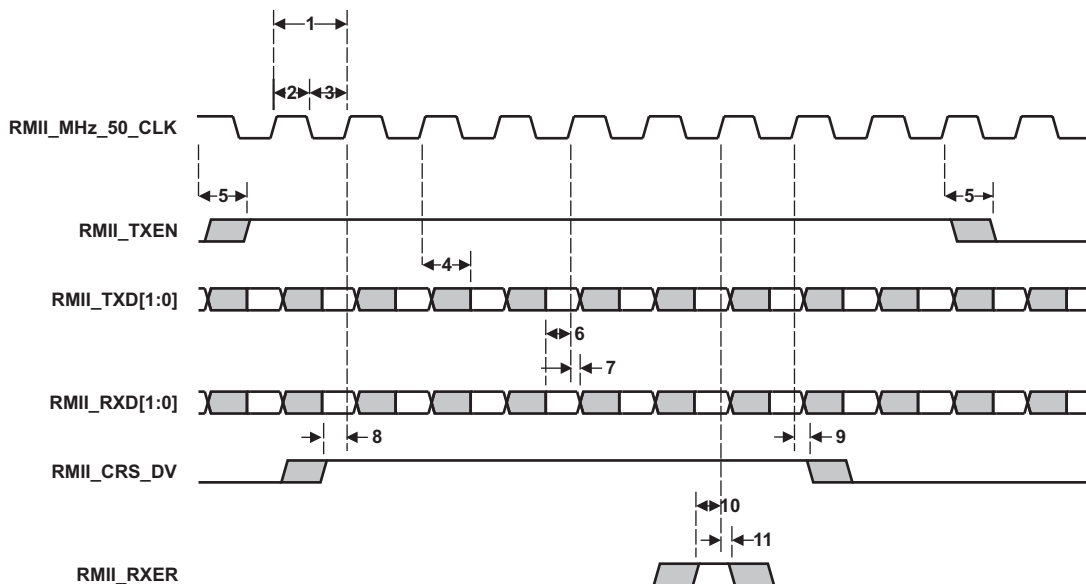 1
2 3
RMII_MHz_50_CLK
5 5
RMII_TXEN
4
RMII_TXD[1:0]
6
7
RMII_RXD[1:0]
8 9
RMII_CRS_DV
10
11
RMII_RXER